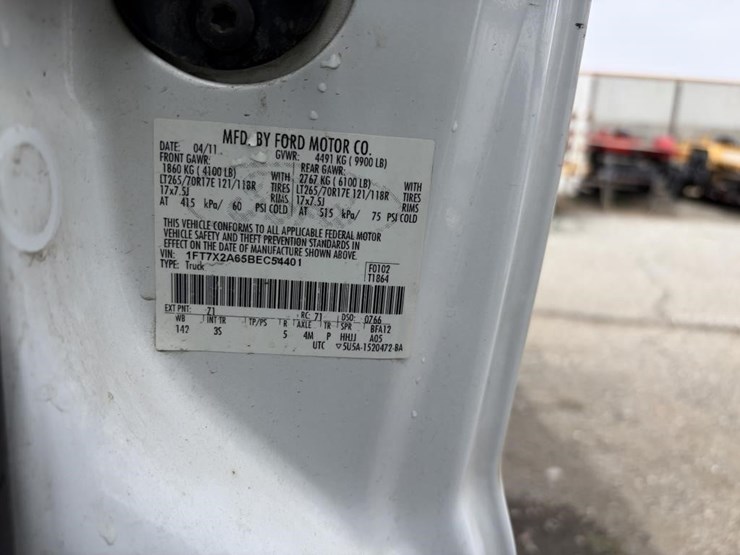 MFD. BY FORD MOTOR CO.
DATE: 04/11 GVWR: 4491 KG (9900 LB)
FRONT GAWR: REAR GAWR:
1860 KG (4100 LB) WITH 2767 KG (6100 LB) WITH
LT265/70R17E 121/118R TIRES LT265/70R17E 121/118R TIRES
17x7.5J RIMS 17x7.5J RIMS
AT 415 kPa/ 60 PSI COLD AT 515 kPa/ 75 PSI COLD
THIS VEHICLE CONFORMS TO ALL APPLICABLE FEDERAL MOTOR
VEHICLE SAFETY AND THEFT PREVENTION STANDARDS IN
EFFECT ON THE DATE OF MANUFACTURE SHOWN ABOVE.
VIN: 1FT7X2A65BEC54401
TYPE: Truck
F0102
T1864
EXT PNT: Z1 RC: 71 DSO: 0766
WB INT TR TP/PS R AXLE TR SPR BFA12
142 3S 5 4M P HHJJ A05
UTC ▽5U5A-1520472-BA